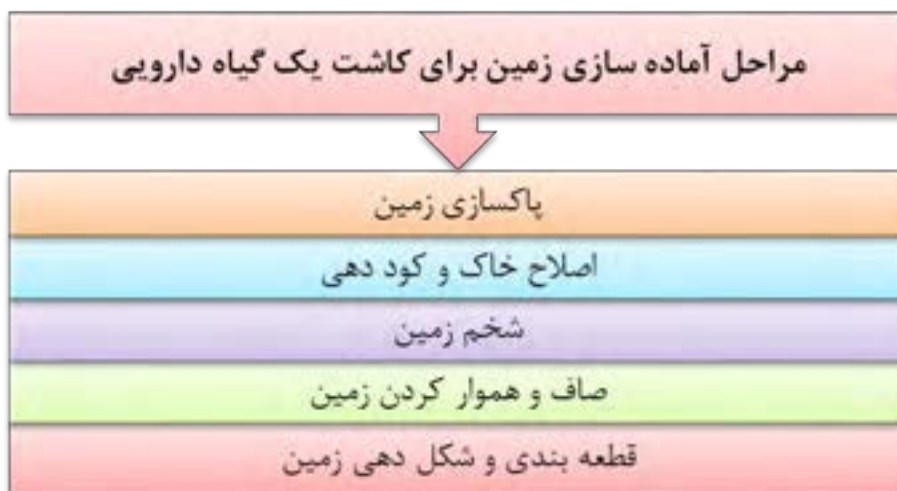 مراحل آماده سازی زمین برای کاشت یک گیاه دارویی
پاکسازی زمین
اصلاح خاک و کود دهی
شخم زمین
صاف و هموار کردن زمین
قطعه بندی و شکل دهی زمین